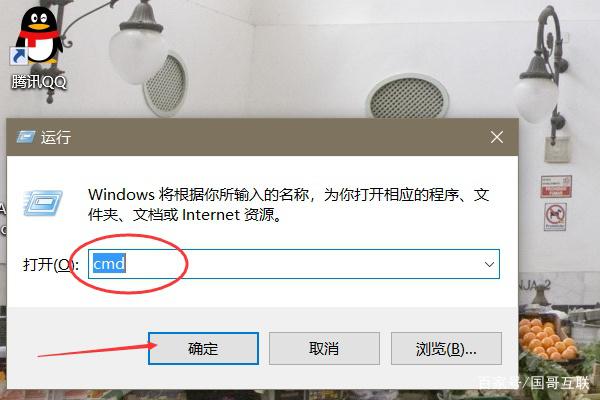 腾讯QQ
运行
Windows 将根据你所输入的名称，为你打开相应的程序、文
件夹、文档或 Internet 资源。
打开(O):
cmd
确定
取消
浏览(B)...
NJA 2
百家号/国哥互联